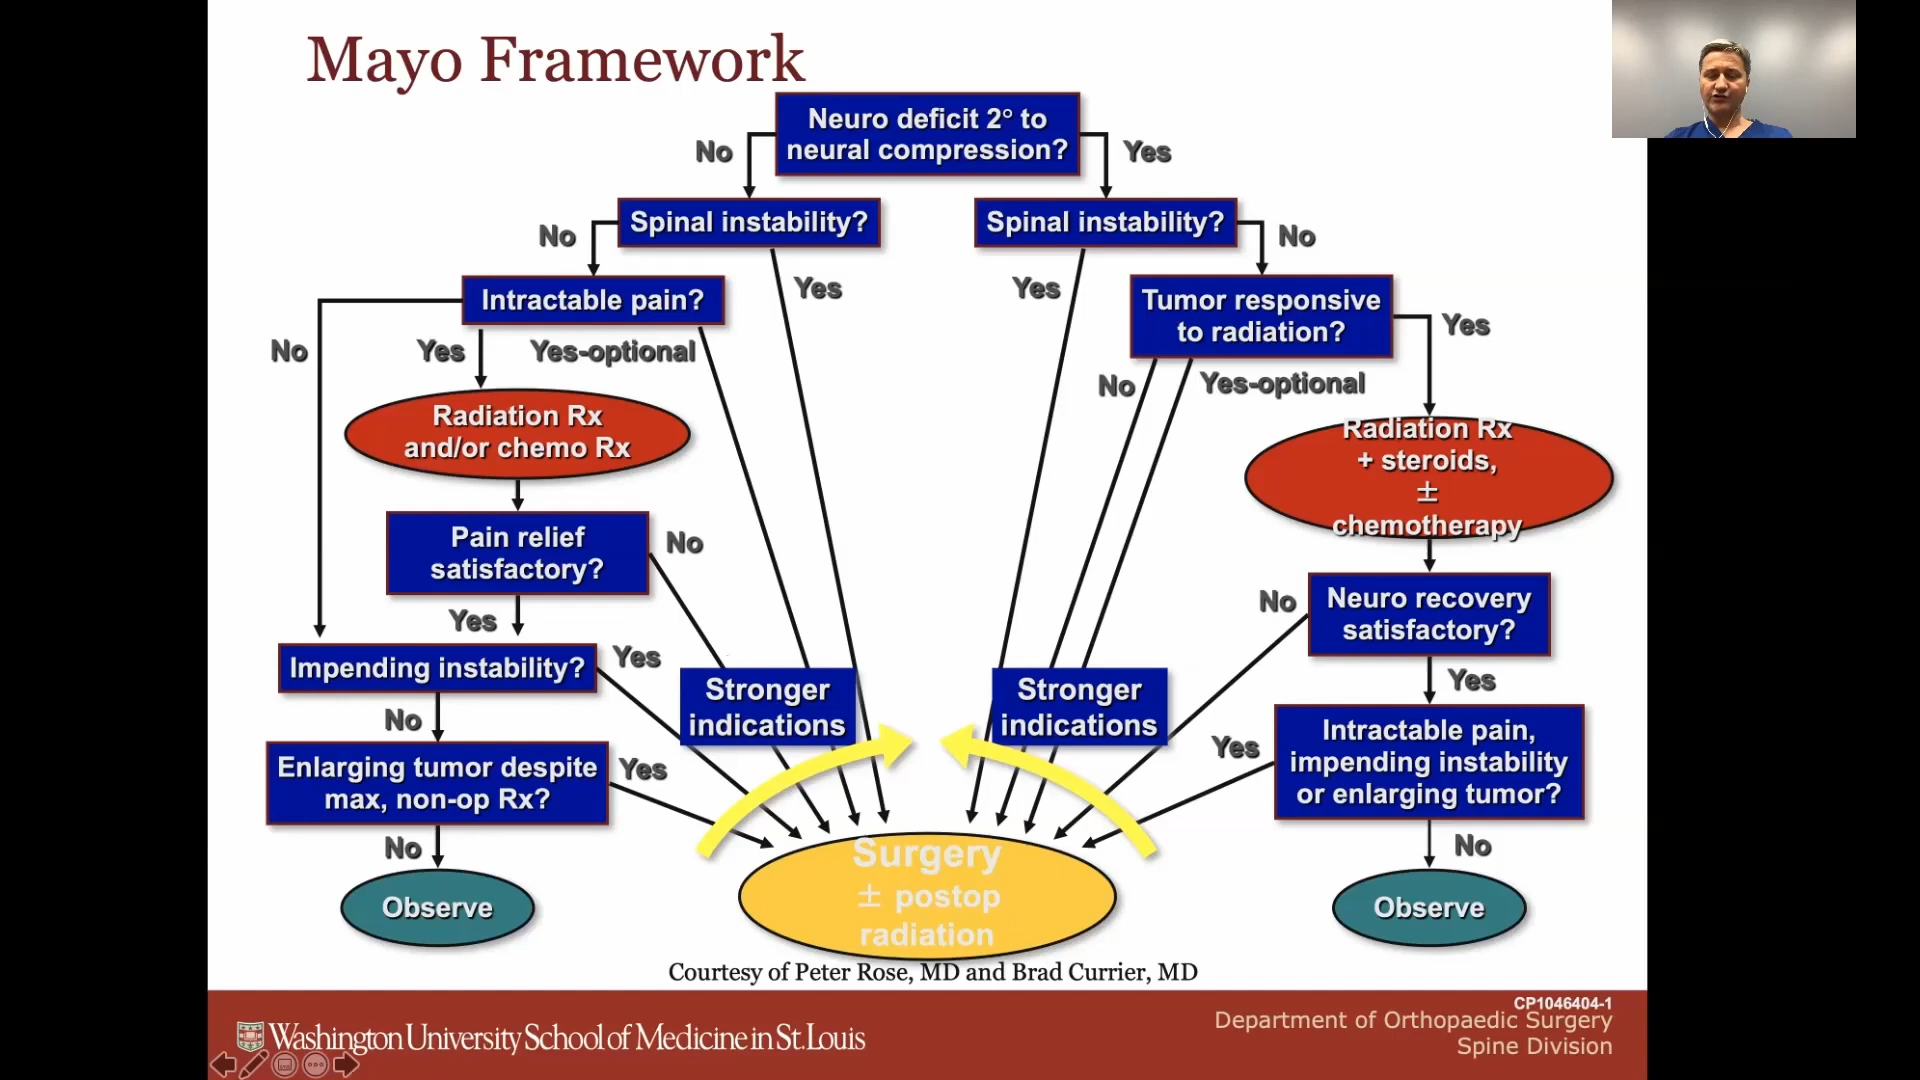 Mayo Framework
Neuro deficit 2° to
neural compression?
No
Yes
Spinal instability?
Spinal instability?
No
No
Yes
Yes
Intractable pain?
Tumor responsive
to radiation?
No
Yes
Yes-optional
Yes
No
Yes-optional
Radiation Rx
and/or chemo Rx
Radiation Rx
+ steroids,
±
chemotherapy
Pain relief
satisfactory?
No
Yes
Neuro recovery
satisfactory?
No
Yes
Impending instability?
Yes
No
Stronger
indications
Stronger
indications
Intractable pain,
impending instability
or enlarging tumor?
Yes
No
Enlarging tumor despite
max, non-op Rx?
Yes
No
Observe
Surgery
± postop
radiation
Observe
Courtesy of Peter Rose, MD and Brad Currier, MD
CP1046404-1
Washington University School of Medicine in St. Louis
Department of Orthopaedic Surgery
Spine Division